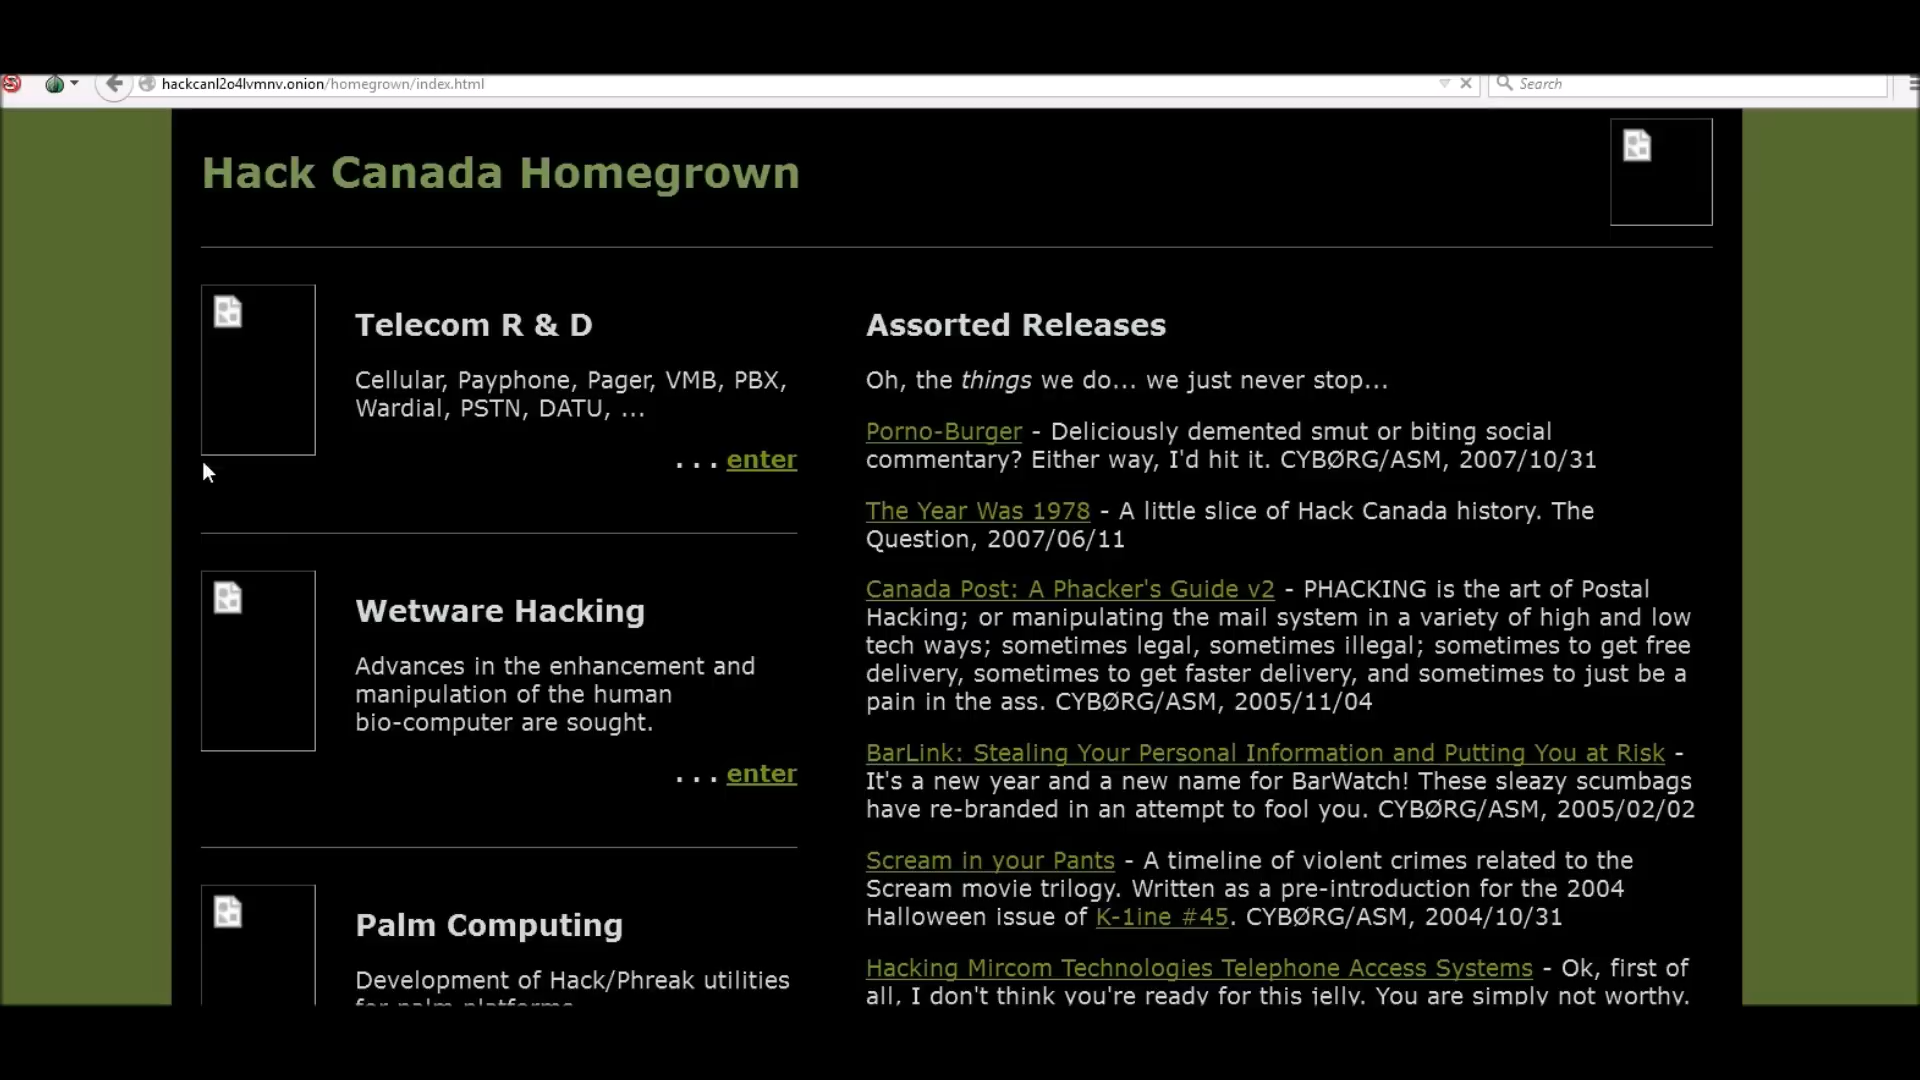 hackcanl2o4lvmnv.onion/homegrown/index.html
Search
Hack Canada Homegrown
Telecom R & D
Cellular, Payphone, Pager, VMB, PBX,
Wardial, PSTN, DATU, ...
. . . enter
Wetware Hacking
Advances in the enhancement and
manipulation of the human
bio-computer are sought.
. . . enter
Palm Computing
Development of Hack/Phreak utilities
for palm platforms.
Assorted Releases
Oh, the things we do... we just never stop...
Porno-Burger - Deliciously demented smut or biting social
commentary? Either way, I'd hit it. CYBØRG/ASM, 2007/10/31
The Year Was 1978 - A little slice of Hack Canada history. The
Question, 2007/06/11
Canada Post: A Phacker's Guide v2 - PHACKING is the art of Postal
Hacking; or manipulating the mail system in a variety of high and low
tech ways; sometimes legal, sometimes illegal; sometimes to get free
delivery, sometimes to get faster delivery, and sometimes to just be a
pain in the ass. CYBØRG/ASM, 2005/11/04
BarLink: Stealing Your Personal Information and Putting You at Risk -
It's a new year and a new name for BarWatch! These sleazy scumbags
have re-branded in an attempt to fool you. CYBØRG/ASM, 2005/02/02
Scream in your Pants - A timeline of violent crimes related to the
Scream movie trilogy. Written as a pre-introduction for the 2004
Halloween issue of K-1ine #45. CYBØRG/ASM, 2004/10/31
Hacking Mircom Technologies Telephone Access Systems - Ok, first of
all, I don't think you're ready for this jelly. You are simply not worthy.